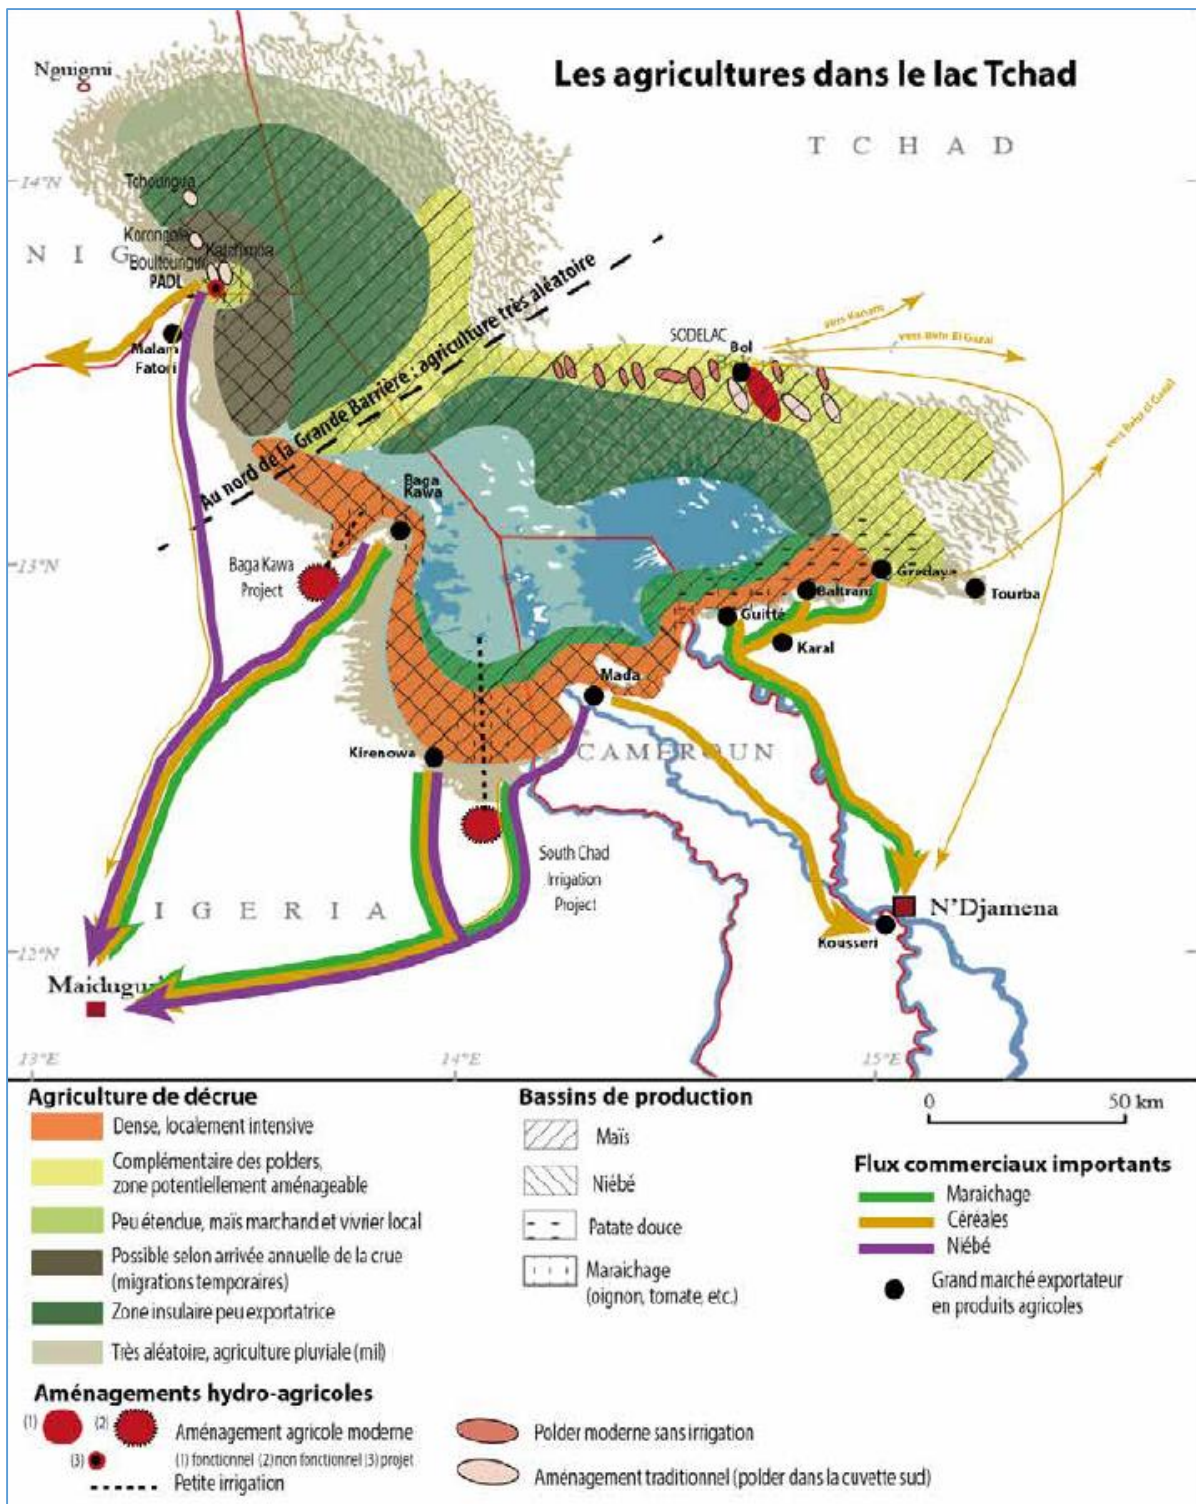 Les agricultures dans le lac Tchad
Nguigmi
T C H A D
14°N
Tchoungua
Korongole
N I G
Boultoungur
PADL
Malam
Fatori
Au nord de la Grande Barrière : agriculture très aléatoire
SODELAC
Bol
vers Kanem
vers Bahr El Gazal
vers Bahr El Gazal
Baga
Kawa
13°N
Baga Kawa
Project
Gredaya
Baltram
Tourba
Guitté
Karal
Mada
Kirenowa
CAMEROUN
South Chad
Irrigation
Project
I G E R I A
N'Djamena
Kousseri
12°N
Maidugu
13°E
14°E
15°E
Agriculture de décrue
Dense, localement intensive
Complémentaire des polders,
zone potentiellement aménageable
Peu étendue, maïs marchand et vivrier local
Possible selon arrivée annuelle de la crue
(migrations temporaires)
Zone insulaire peu exportatrice
Très aléatoire, agriculture pluviale (mil)
Bassins de production
Maïs
Niébé
Patate douce
Maraichage
(oignon, tomate, etc.)
0 50 km
Flux commerciaux importants
Maraichage
Céréales
Niébé
Grand marché exportateur
en produits agricoles
Aménagements hydro-agricoles
(1) (2) Aménagement agricole moderne
(3) (1) fonctionnel (2) non fonctionnel (3) projet
Petite irrigation
Polder moderne sans irrigation
Aménagement traditionnel (polder dans la cuvette sud)